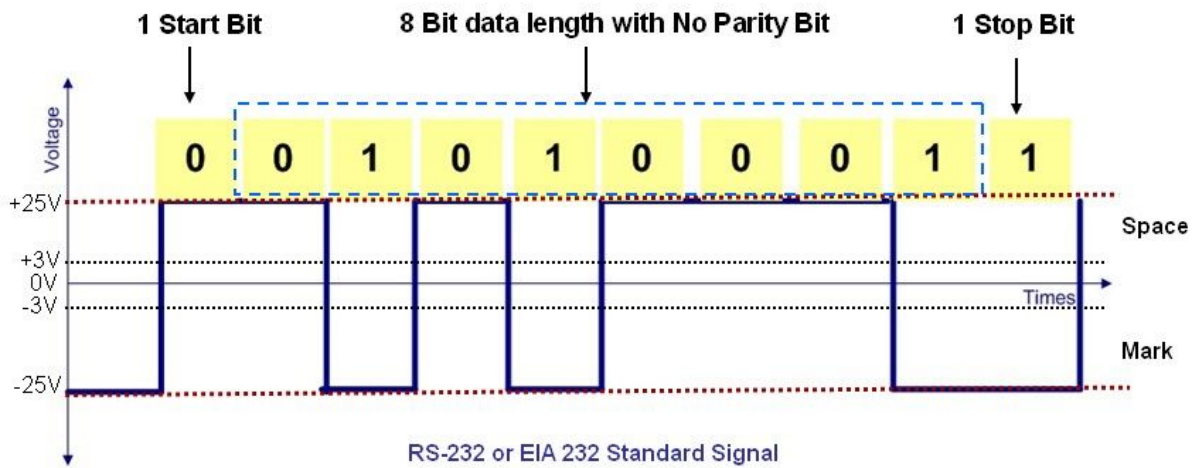 1 Start Bit 8 Bit data length with No Parity Bit 1 Stop Bit
Voltage
0 0 1 0 1 0 0 0 1 1
+25V
Space
+3V
0V
Times
-3V
Mark
-25V
RS-232 or EIA 232 Standard Signal